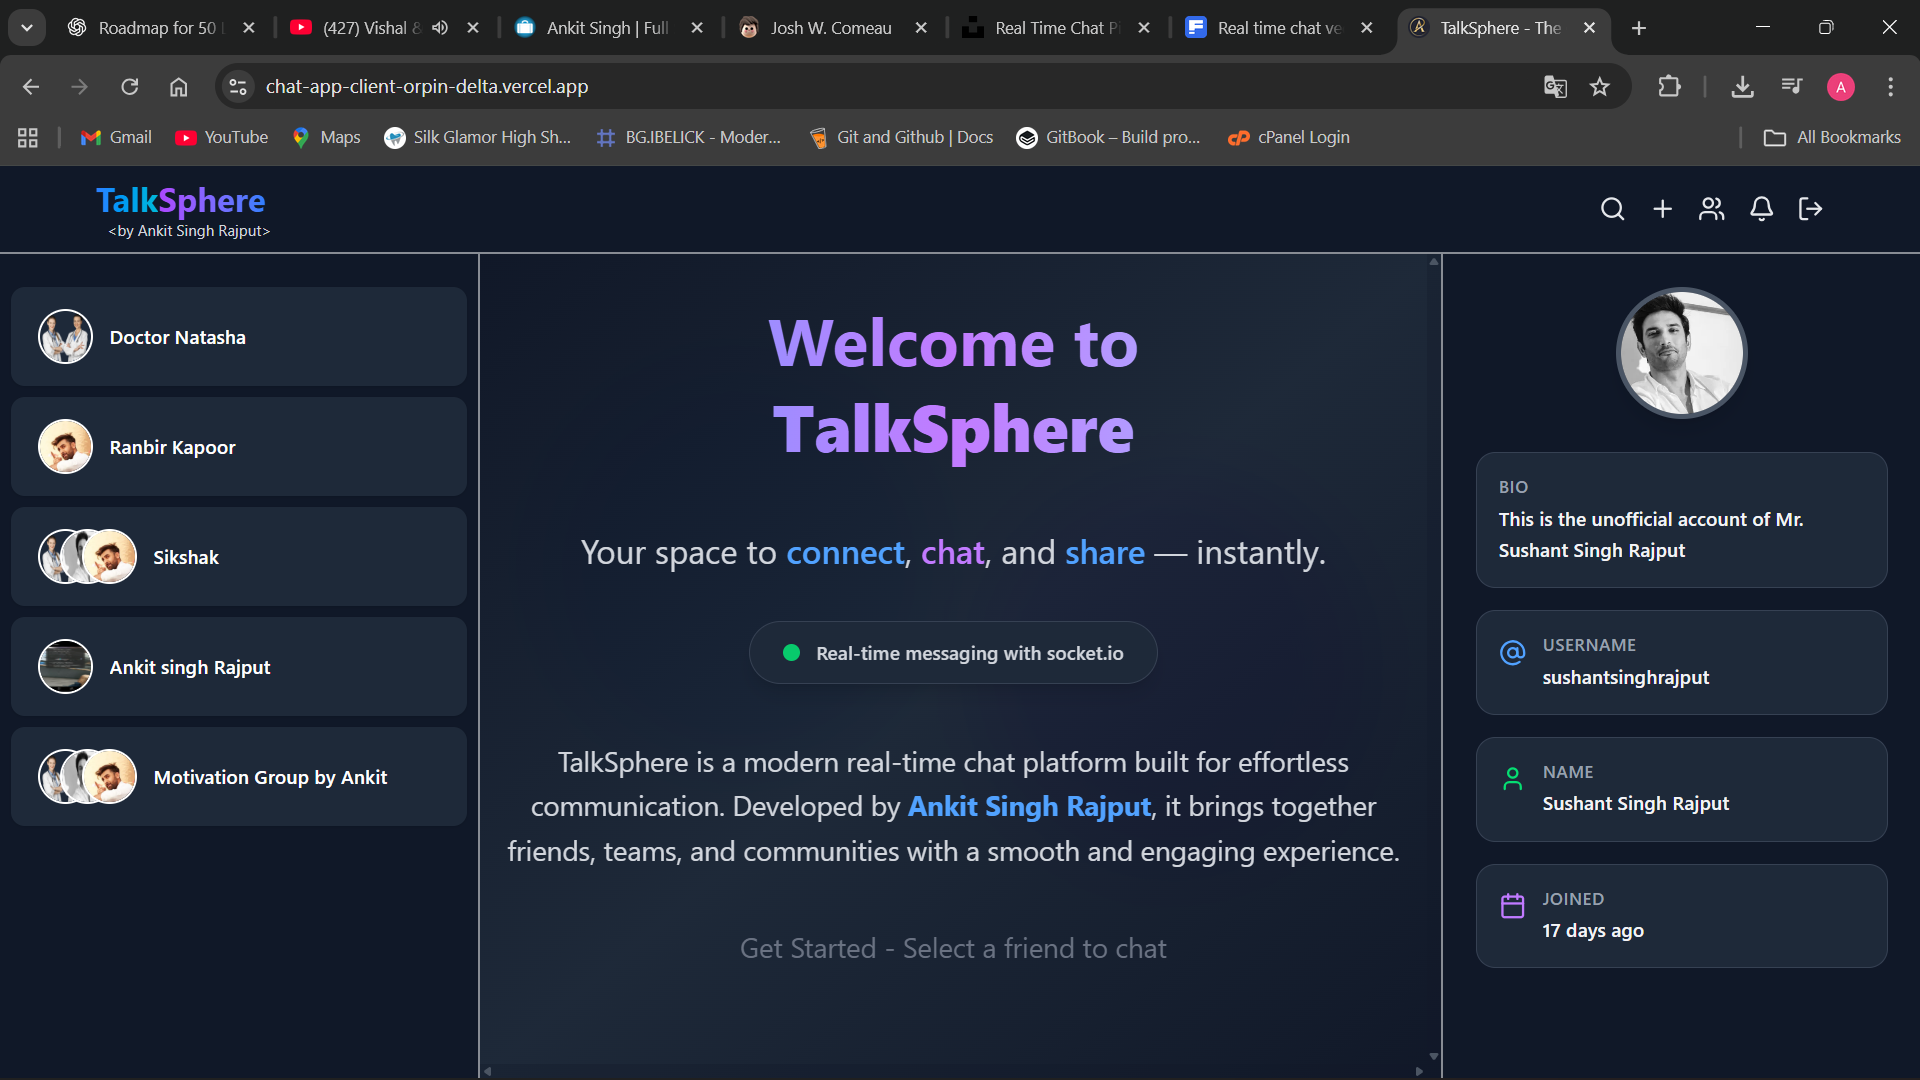 Roadmap for 50
(427) Vishal &
Ankit Singh | Full
Josh W. Comeau
Real Time Chat P
Real time chat ve
TalkSphere - The
chat-app-client-orpin-delta.vercel.app
A
Gmail
YouTube
Maps
Silk Glamor High Sh...
BG.IBELICK - Moder...
Git and Github | Docs
GitBook – Build pro...
cPanel Login
All Bookmarks
TalkSphere
<by Ankit Singh Rajput>
Doctor Natasha
Ranbir Kapoor
Sikshak
Ankit singh Rajput
Motivation Group by Ankit
Welcome to
TalkSphere
Your space to connect, chat, and share — instantly.
Real-time messaging with socket.io
TalkSphere is a modern real-time chat platform built for effortless
communication. Developed by Ankit Singh Rajput, it brings together
friends, teams, and communities with a smooth and engaging experience.
Get Started - Select a friend to chat
BIO
This is the unofficial account of Mr.
Sushant Singh Rajput
USERNAME
sushantsinghrajput
NAME
Sushant Singh Rajput
JOINED
17 days ago